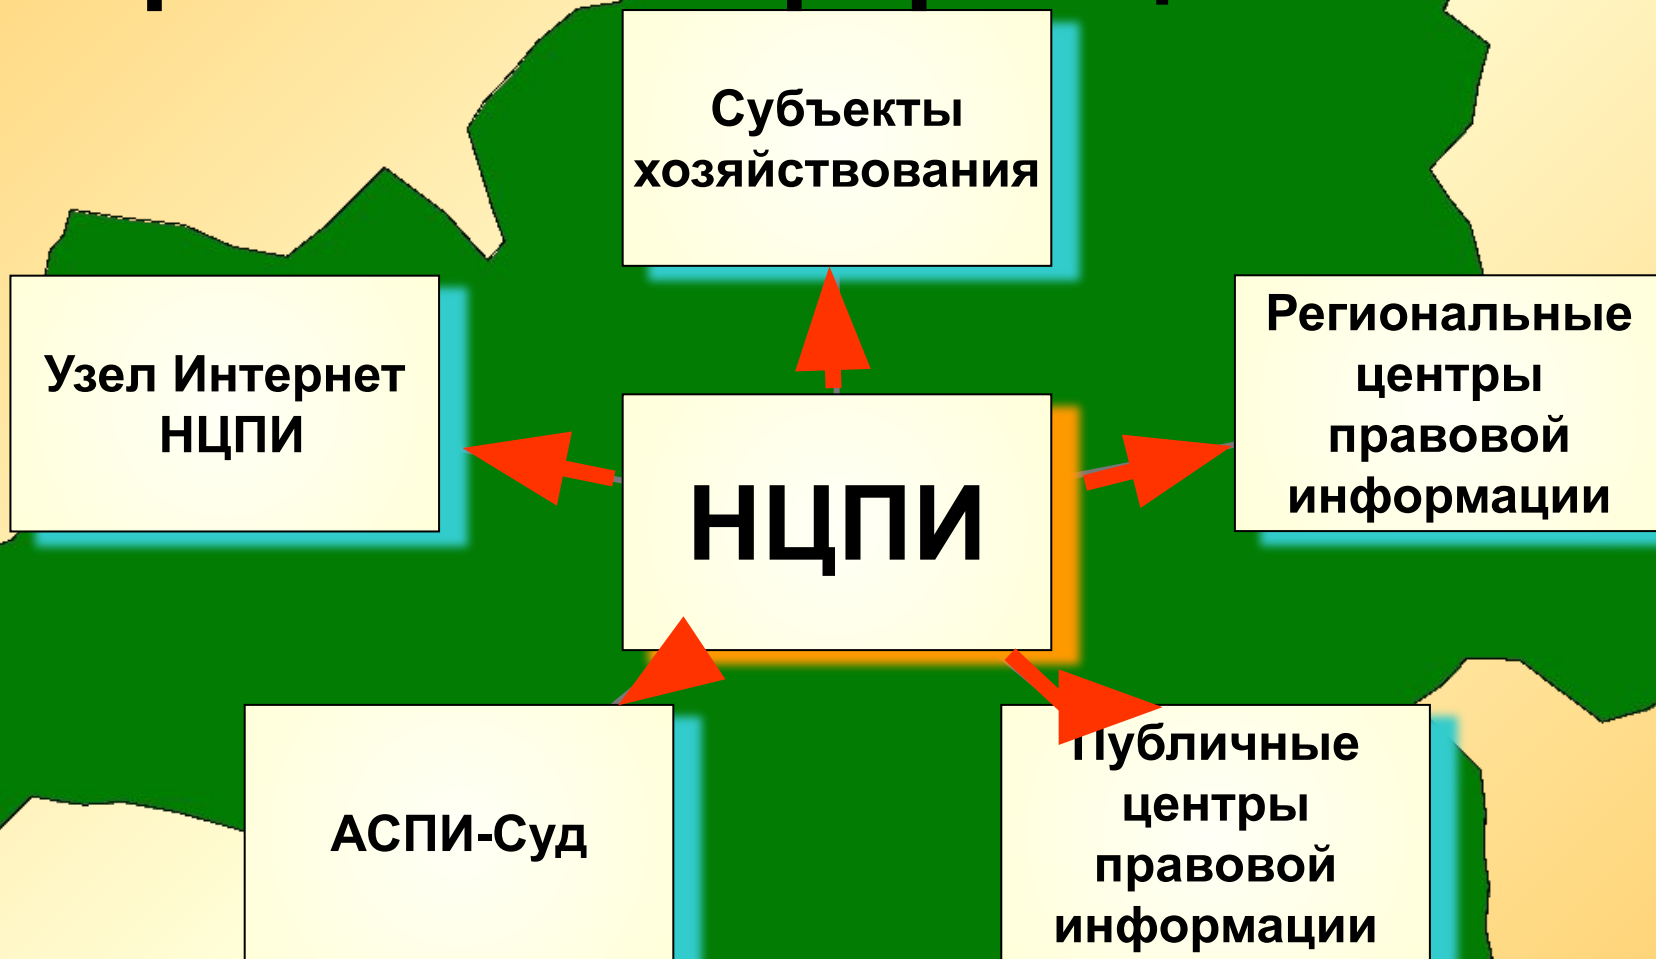 Субъекты
хозяйствования
Узел Интернет
НЦПИ
Региональные
центры
правовой
информации
НЦПИ
АСПИ-Суд
Публичные
центры
правовой
информации